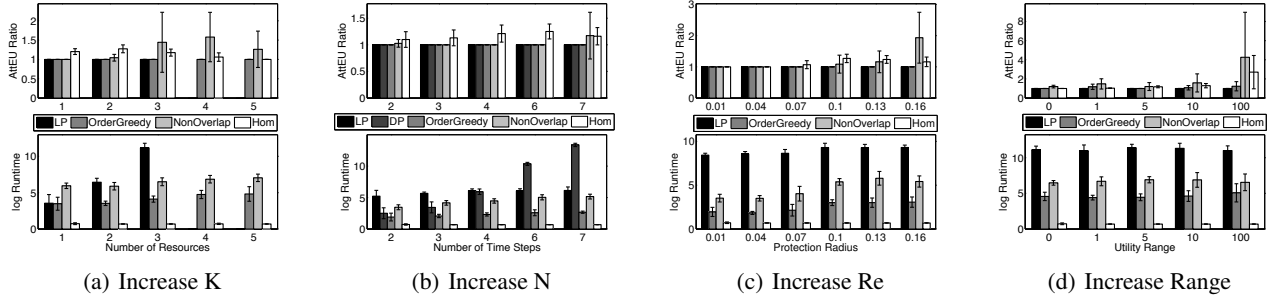 AttEU Ratio
2
1.5
1
0.5
0
1 2 3 4 5
LP OrderGreedy NonOverlap Hom
log Runtime
10
5
0
1 2 3 4 5
Number of Resources
(a) Increase K
AttEU Ratio
1.5
1
0.5
0
2 3 4 6 7
LP DP OrderGreedy NonOverlap Hom
log Runtime
10
5
0
2 3 4 6 7
Number of Time Steps
(b) Increase N
AttEU Ratio
3
2
1
0
0.01 0.04 0.07 0.1 0.13 0.16
LP OrderGreedy NonOverlap Hom
log Runtime
10
5
0
0.01 0.04 0.07 0.1 0.13 0.16
Protection Radius
(c) Increase Re
AttEU Ratio
8
6
4
2
0
0 1 5 10 100
LP OrderGreedy NonOverlap Hom
log Runtime
10
5
0
0 1 5 10 100
Utility Range
(d) Increase Range